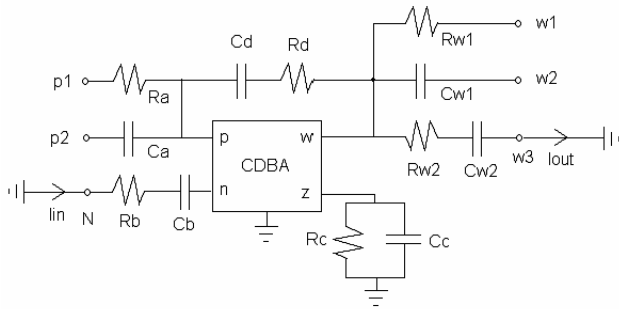 Rw1 w1
Cd Rd
p1 Ra Cw1 w2
p2 Ca p w
CDBA Rw2 Cw2 w3 Iout
n z
Iin N Rb Cb
Rc Cc